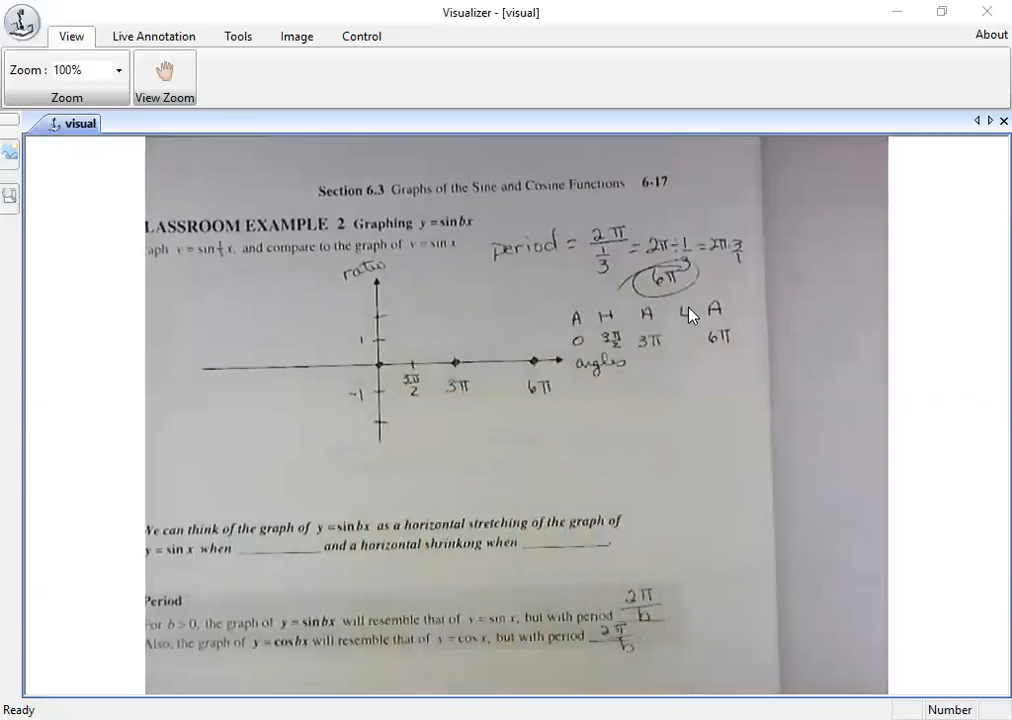 Visualizer - [visual]
View Live Annotation Tools Image Control About
Zoom : 100%
Zoom View Zoom
visual
Section 6.3 Graphs of the Sine and Cosine Functions 6-17
LASSROOM EXAMPLE 2 Graphing y = sin bx
aph y = sin 1/3 x, and compare to the graph of y = sin x
period = 2π / 1/3 = 2π ÷ 1/3 = 2π · 3/1
6π
ratio
A H A L A
0 3π/2 3π 6π
angles
1
-1
3π/2 3π 6π
We can think of the graph of y = sin bx as a horizontal stretching of the graph of
y = sin x when ________ and a horizontal shrinking when ________.
Period
For b > 0, the graph of y = sin bx will resemble that of y = sin x, but with period 2π/b
Also, the graph of y = cos bx will resemble that of y = cos x, but with period 2π/b
Ready Number